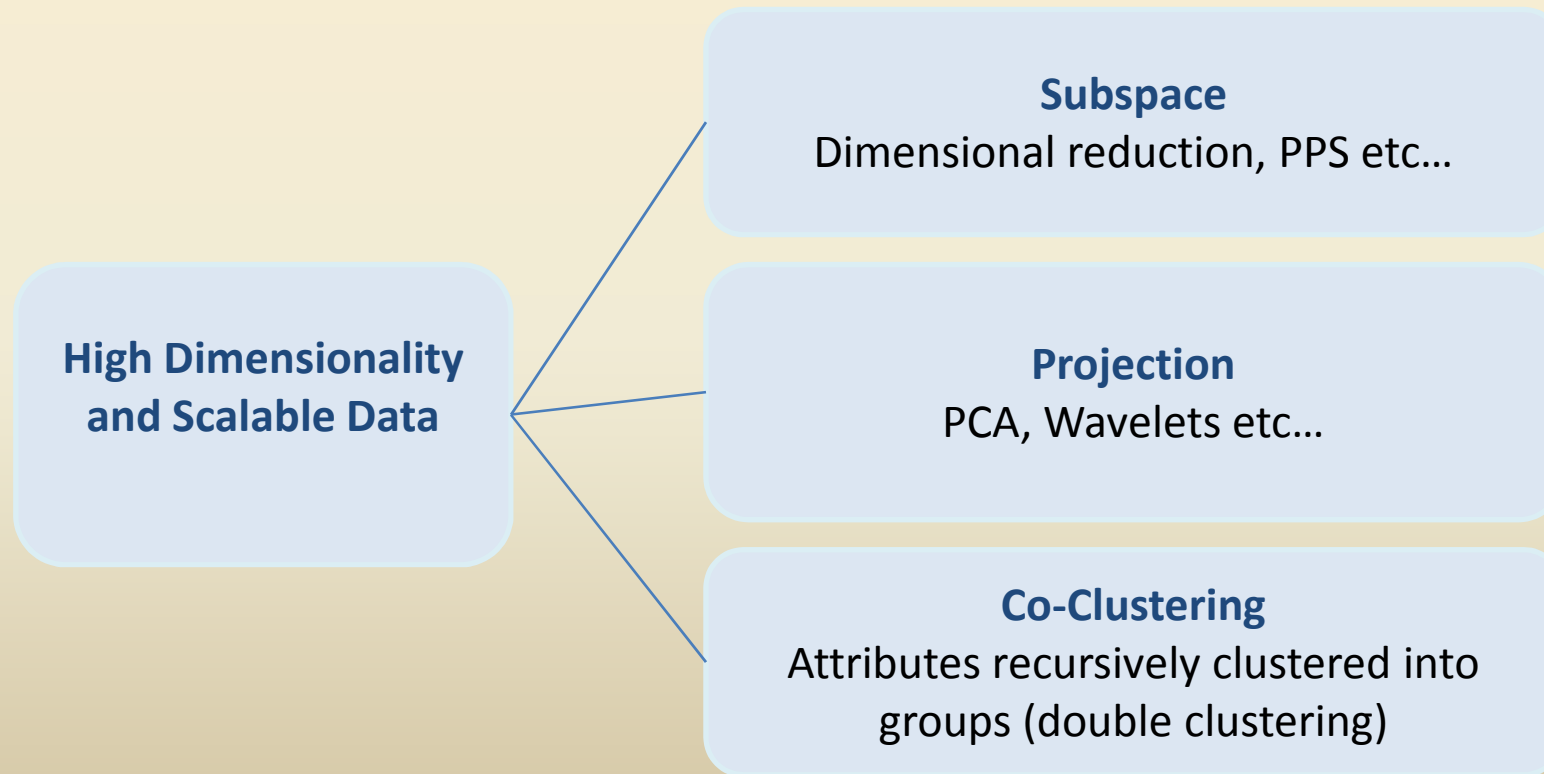 High Dimensionality
and Scalable Data
Subspace
Dimensional reduction, PPS etc…
Projection
PCA, Wavelets etc…
Co-Clustering
Attributes recursively clustered into
groups (double clustering)